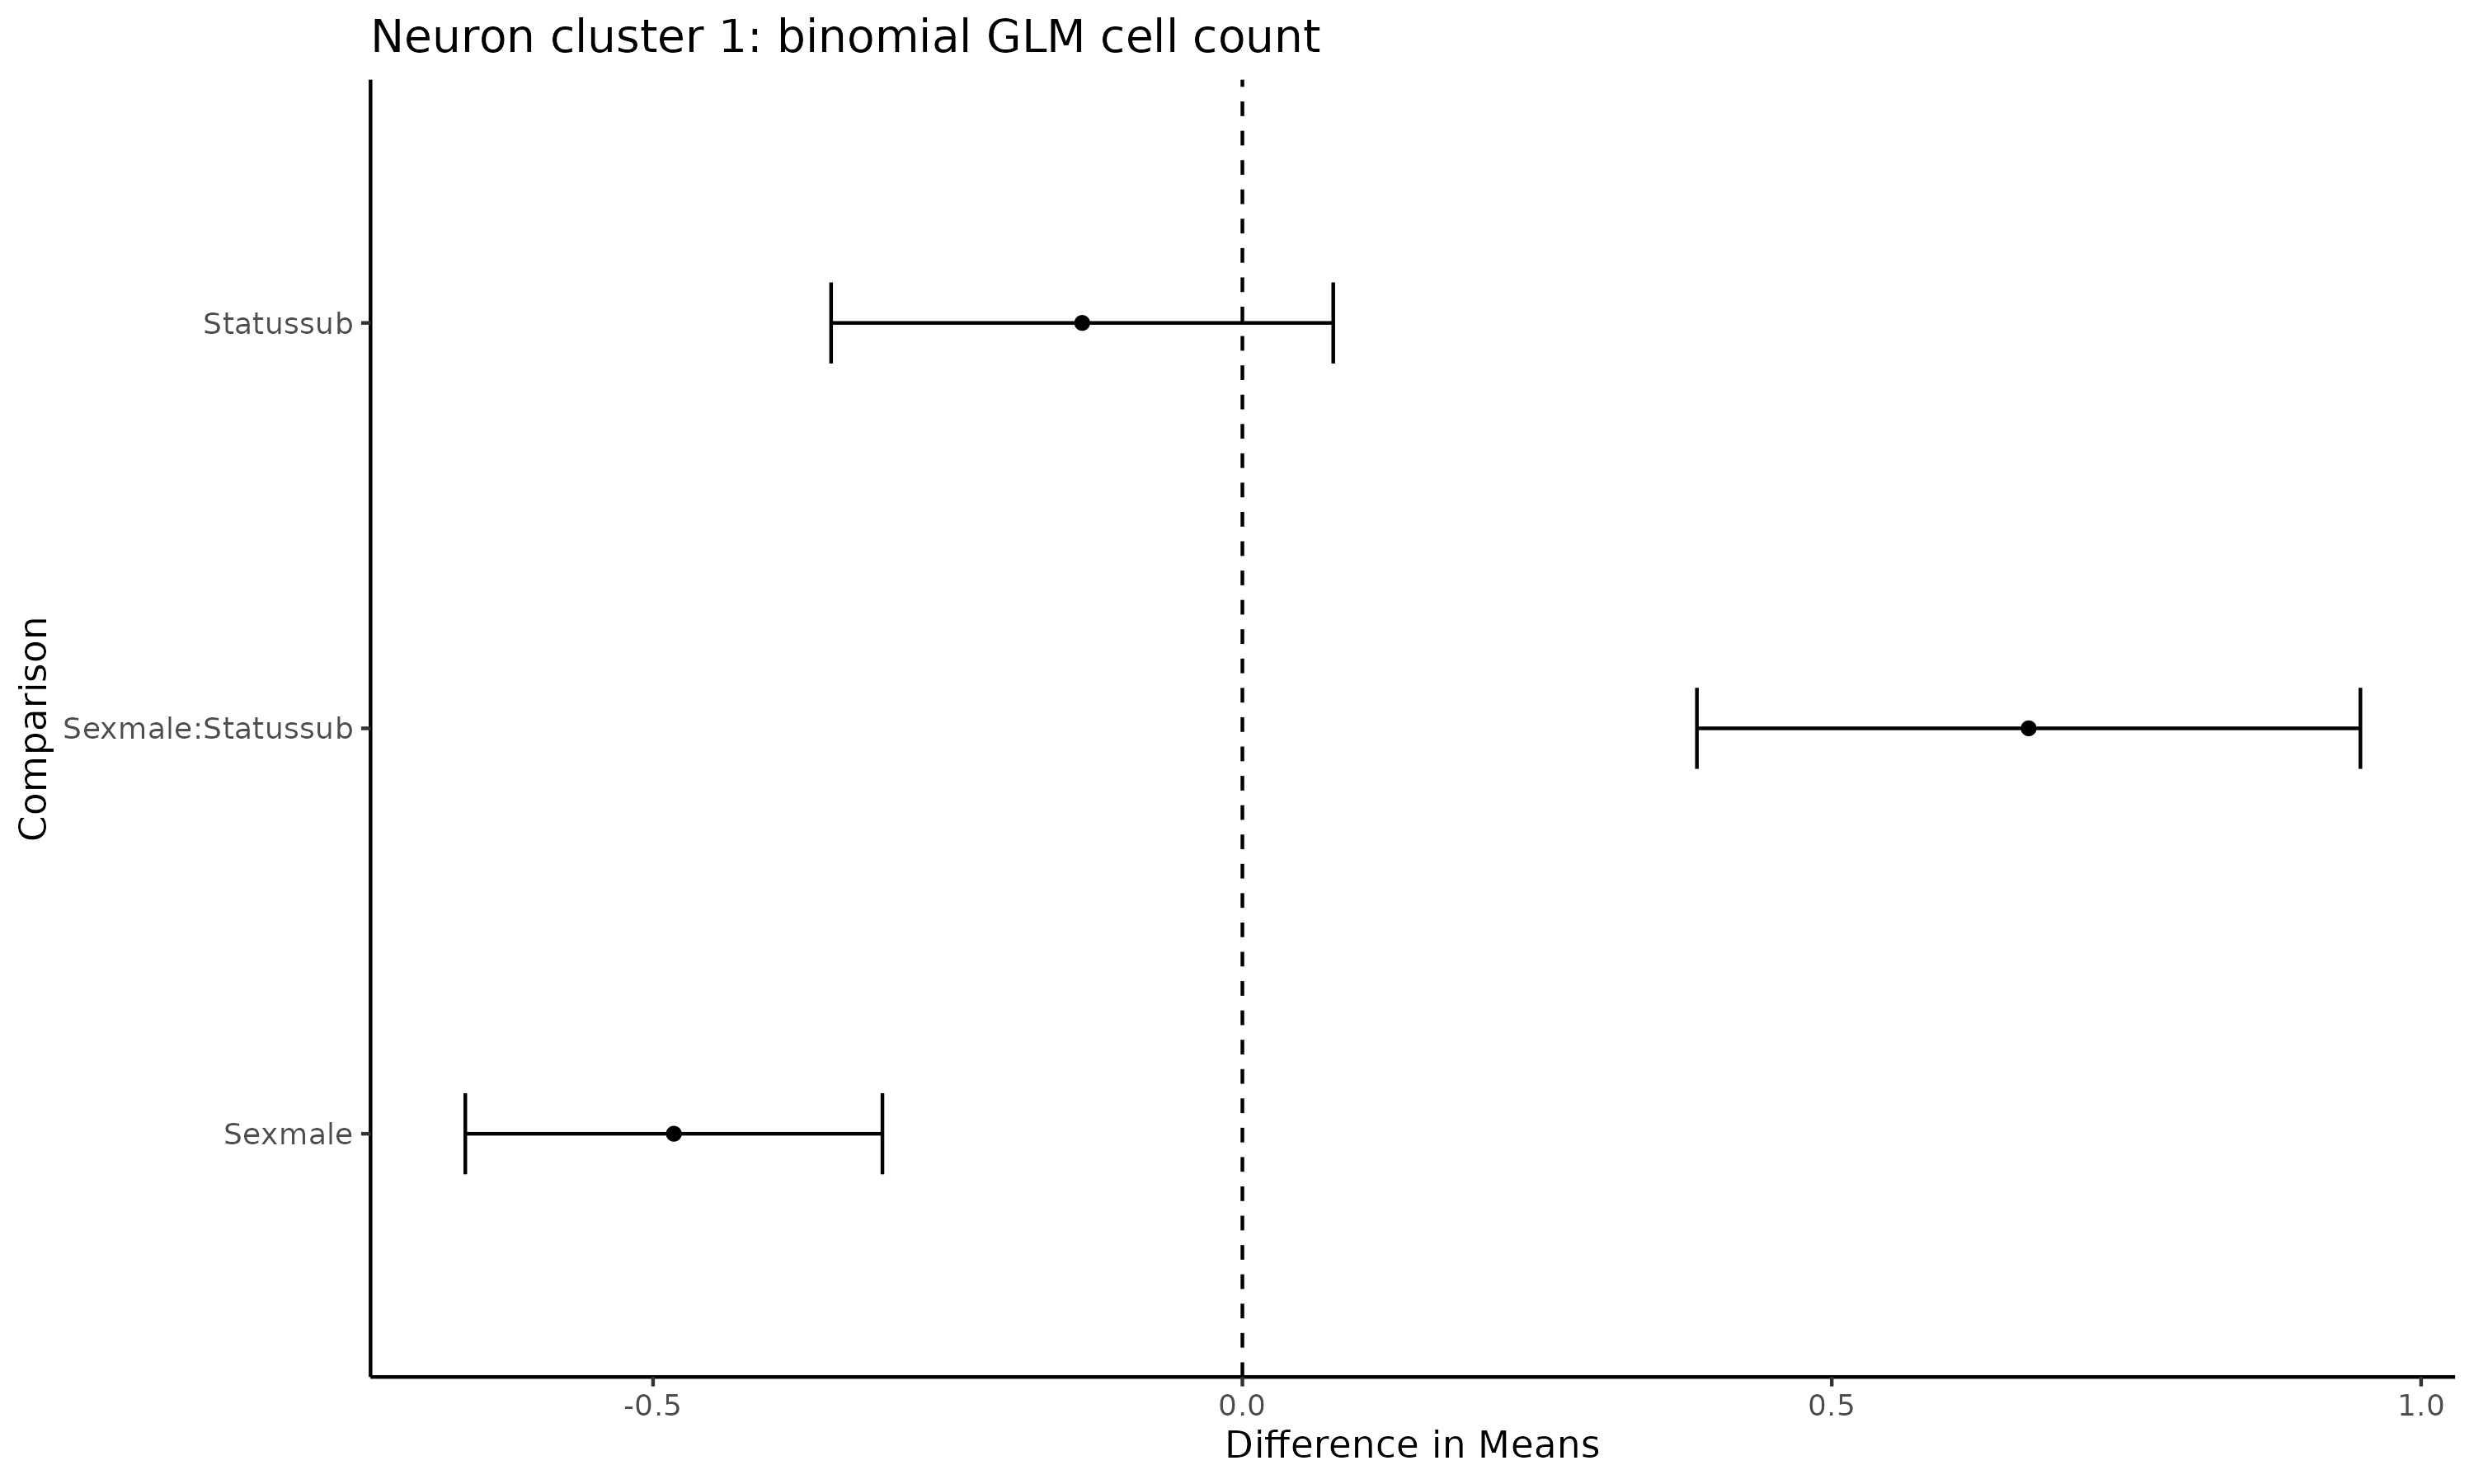 Neuron cluster 1: binomial GLM cell count
Comparison
Statussub
Sexmale:Statussub
Sexmale
-0.5 0.0 0.5 1.0
Difference in Means